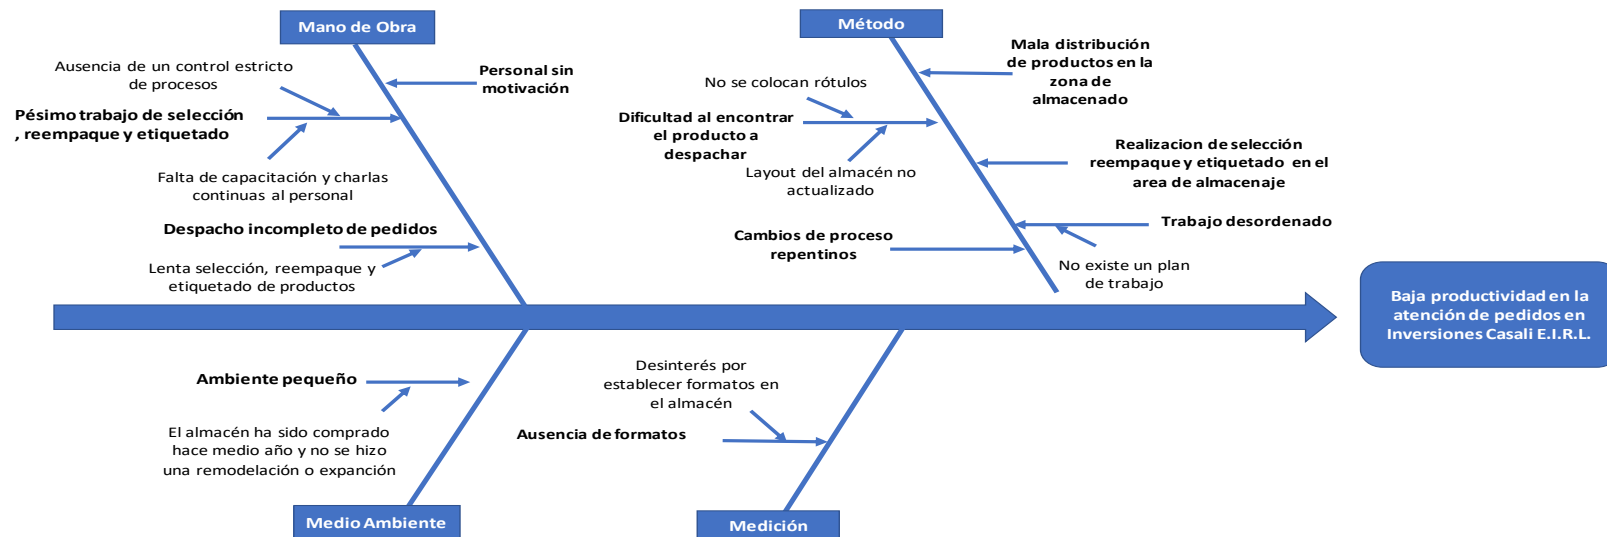 Mano de Obra
Ausencia de un control estricto
de procesos
Personal sin
motivación
Pésimo trabajo de selección
, reempaque y etiquetado
Falta de capacitación y charlas
continuas al personal
Despacho incompleto de pedidos
Lenta selección, reempaque y
etiquetado de productos
Método
Mala distribución
de productos en la
zona de
almacenado
No se colocan rótulos
Dificultad al encontrar
el producto a
despachar
Layout del almacén no
actualizado
Realizacion de selección
reempaque y etiquetado en el
area de almacenaje
Trabajo desordenado
Cambios de proceso
repentinos
No existe un plan
de trabajo
Baja productividad en la
atención de pedidos en
Inversiones Casali E.I.R.L.
Ambiente pequeño
El almacén ha sido comprado
hace medio año y no se hizo
una remodelación o expanción
Medio Ambiente
Desinterés por
establecer formatos en
el almacén
Ausencia de formatos
Medición